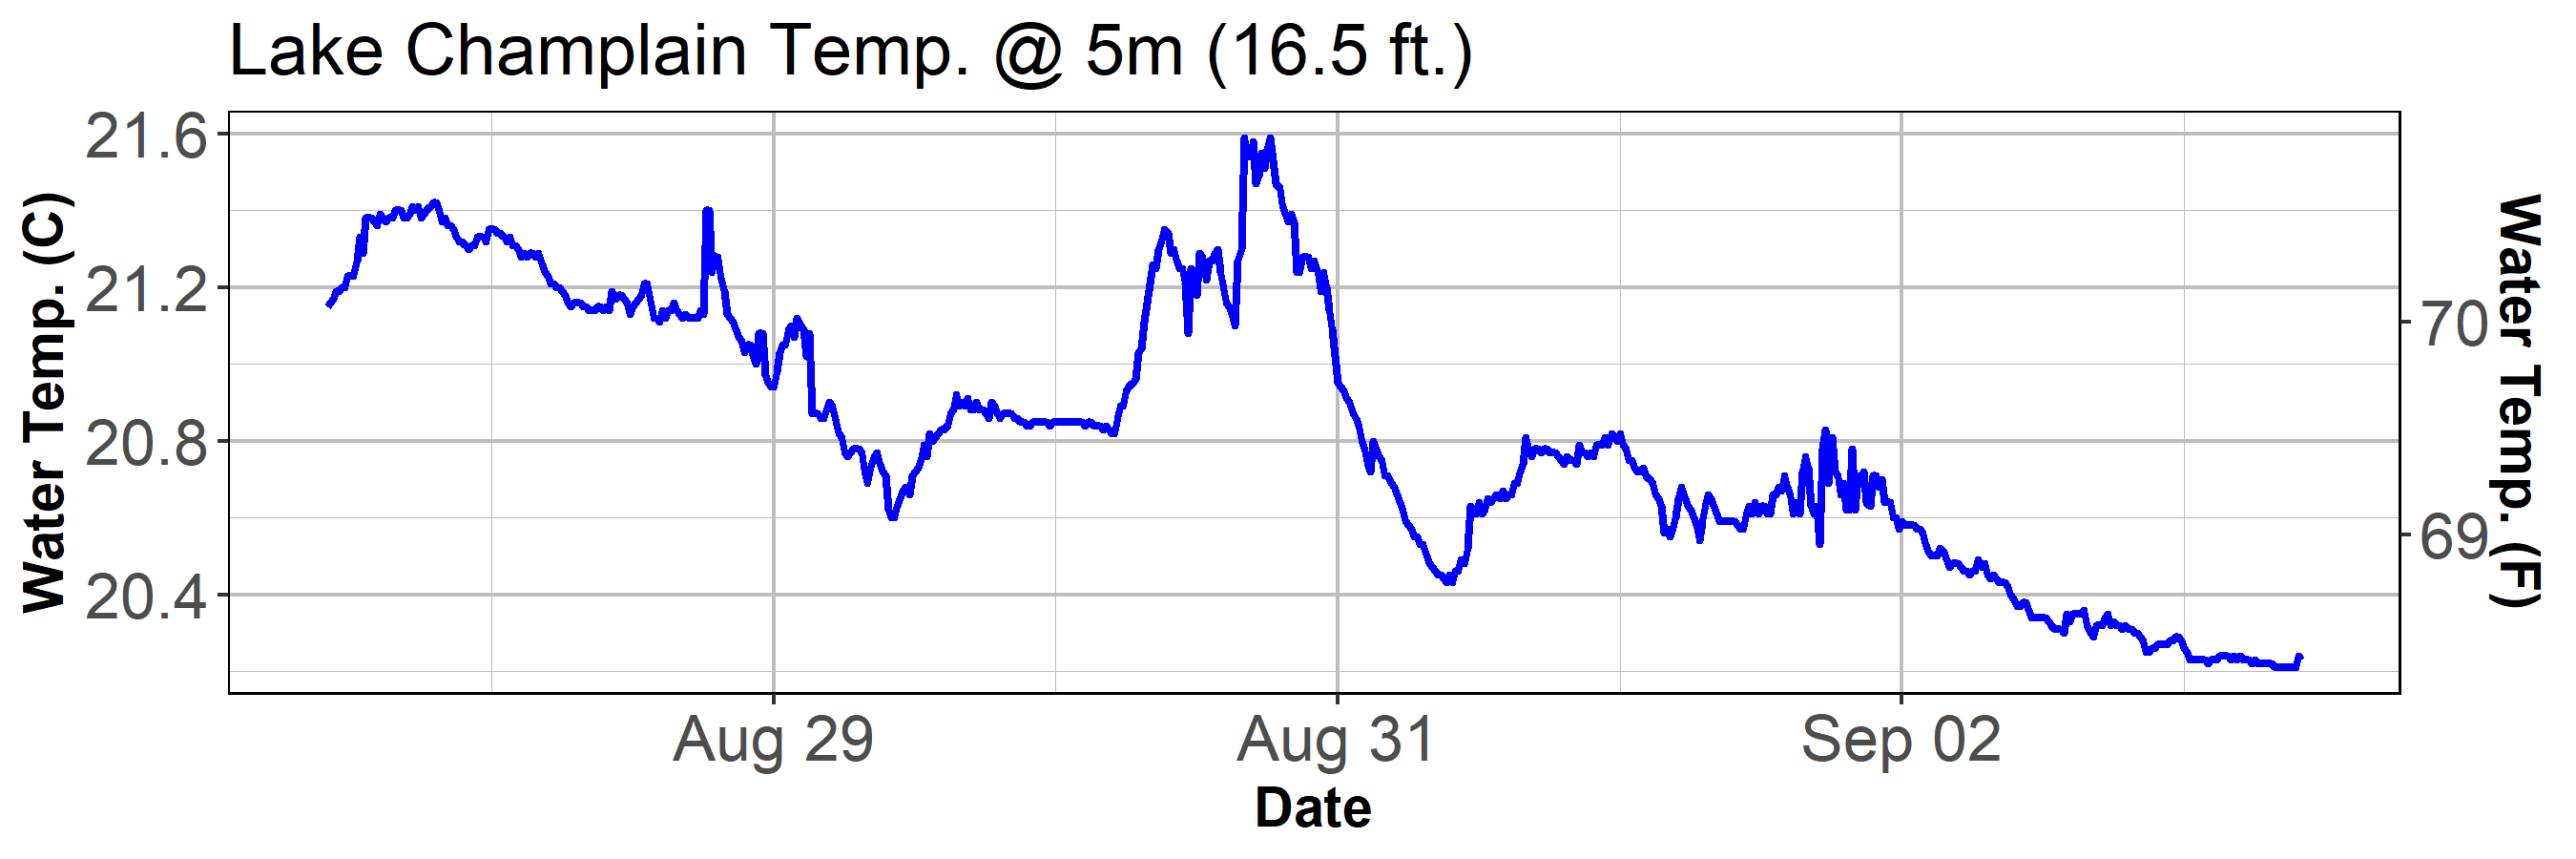 Lake Champlain Temp. @ 5m (16.5 ft.)
Water Temp. (C)
21.6
21.2
20.8
20.4
70
69
Water Temp. (F)
Aug 29
Aug 31
Sep 02
Date